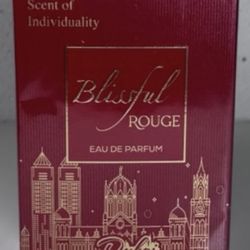 Scent of
Individuality
Blissful
ROUGE
EAU DE PARFUM